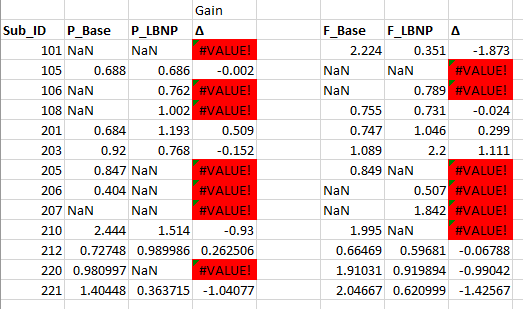 Gain
Sub_ID P_Base P_LBNP Δ F_Base F_LBNP Δ
101 NaN NaN #VALUE! 2.224 0.351 -1.873
105 0.688 0.686 -0.002 NaN NaN #VALUE!
106 NaN 0.762 #VALUE! NaN 0.789 #VALUE!
108 NaN 1.002 #VALUE! 0.755 0.731 -0.024
201 0.684 1.193 0.509 0.747 1.046 0.299
203 0.92 0.768 -0.152 1.089 2.2 1.111
205 0.847 NaN #VALUE! 0.849 NaN #VALUE!
206 0.404 NaN #VALUE! NaN 0.507 #VALUE!
207 NaN NaN #VALUE! NaN 1.842 #VALUE!
210 2.444 1.514 -0.93 1.995 NaN #VALUE!
212 0.72748 0.989986 0.262506 0.66469 0.59681 -0.06788
220 0.980997 NaN #VALUE! 1.91031 0.919894 -0.99042
221 1.40448 0.363715 -1.04077 2.04667 0.620999 -1.42567